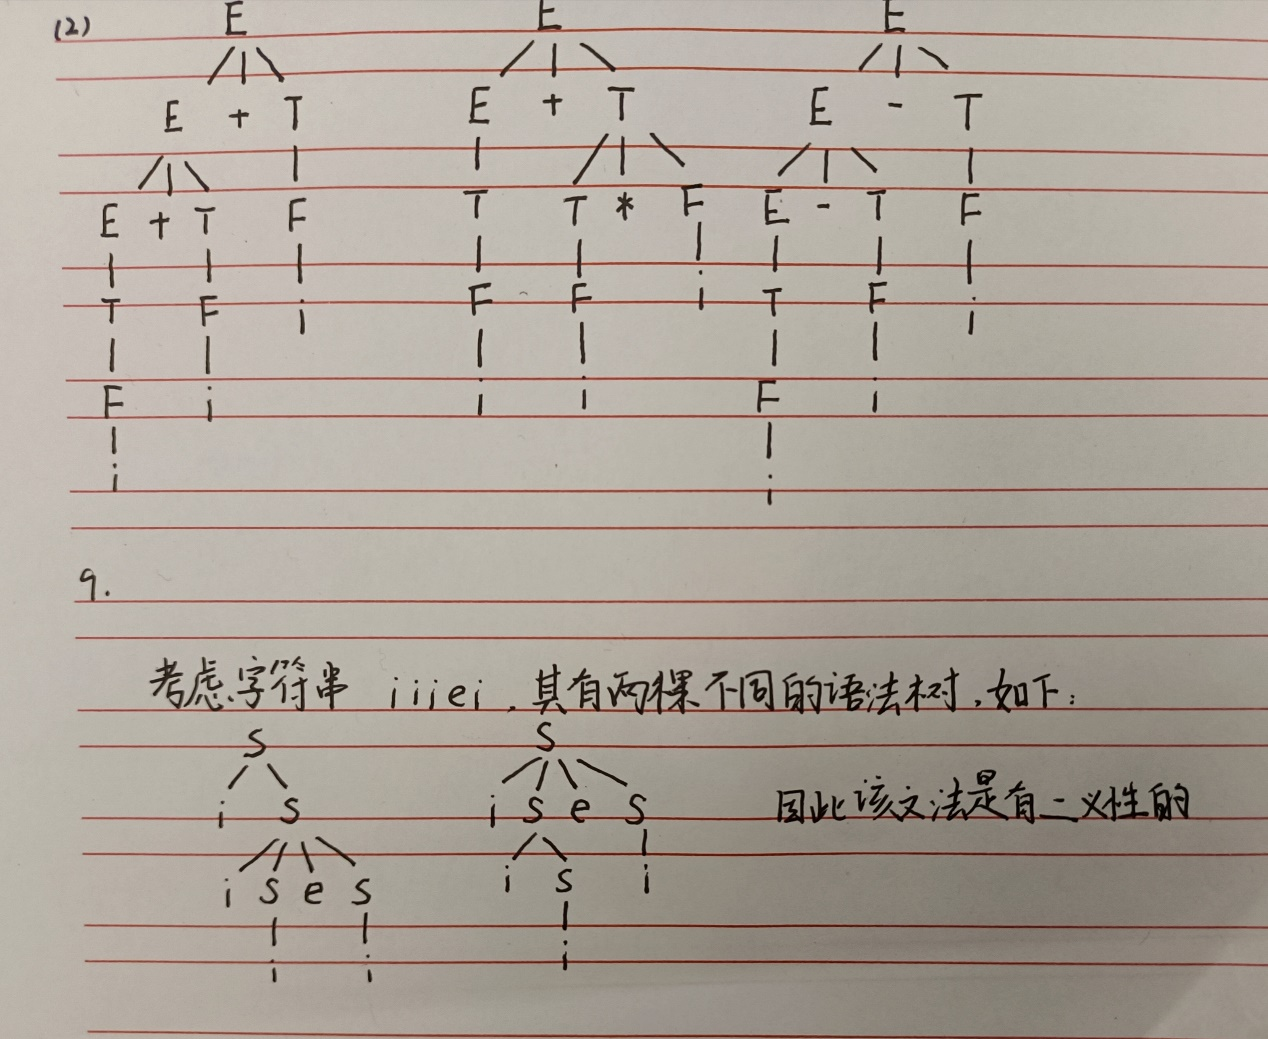 (2) E E E
E + T E + T E - T
E + T F T T * F E - T F
T F i F F i T F i
F i i i F i
i i
9.
考虑字符串 iiiei，其有两棵不同的语法树，如下：
S S
i S i S e S 因此该文法是有二义性的
i S e S i S i
i i i